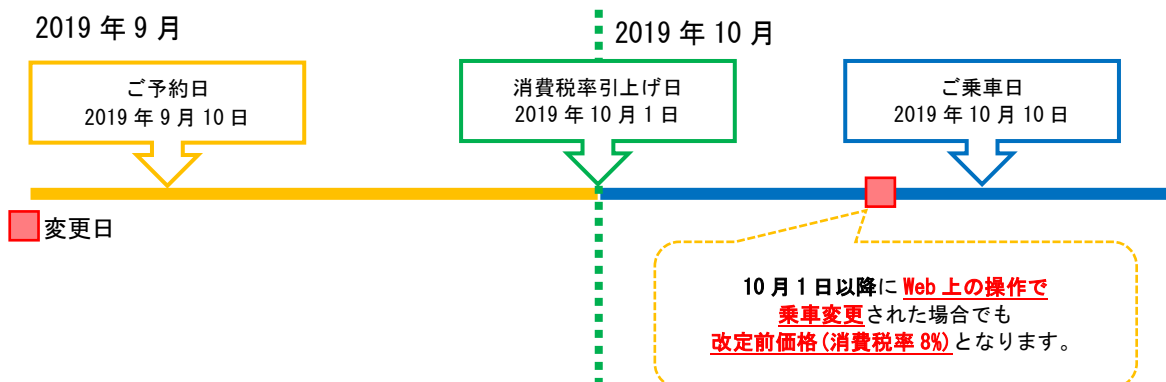 2019 年 9 月
2019 年 10 月
ご予約日
2019 年 9 月 10 日
消費税率引上げ日
2019 年 10 月 1 日
ご乗車日
2019 年 10 月 10 日
変更日
10 月 1 日以降に Web 上の操作で
乗車変更された場合でも
改定前価格(消費税率 8%)となります。